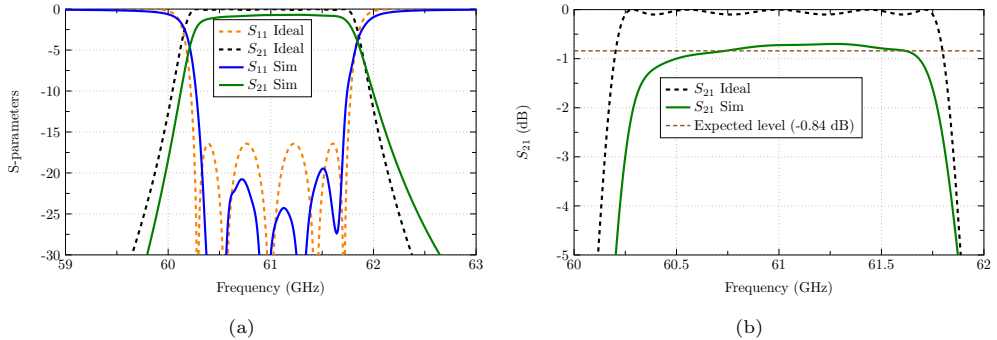 0
-5
-10
-15
-20
-25
-30
59
60
61
62
63
S-parameters
Frequency (GHz)
S₁₁ Ideal
S₂₁ Ideal
S₁₁ Sim
S₂₁ Sim
(a)
0
-1
-2
-3
-4
-5
60
60.5
61
61.5
62
S₂₁ (dB)
Frequency (GHz)
S₂₁ Ideal
S₂₁ Sim
Expected level (-0.84 dB)
(b)